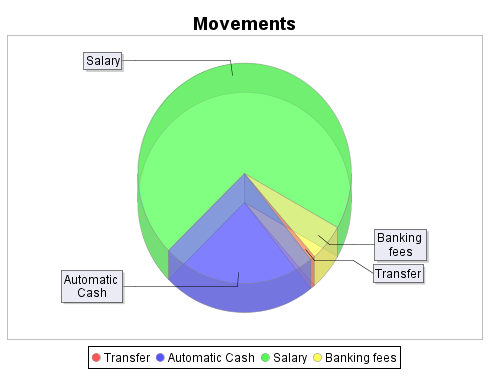 Movements
Salary
Banking
fees
Transfer
Automatic
Cash
Transfer Automatic Cash Salary Banking fees